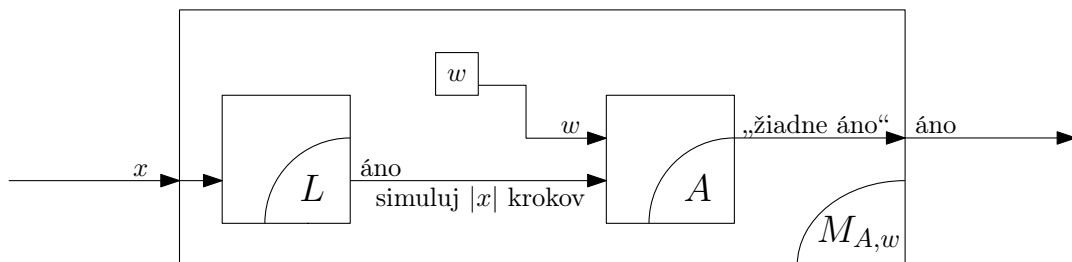 w
w
„žiadne áno“
áno
x
áno
L
simuluj |x| krokov
A
M_{A,w}